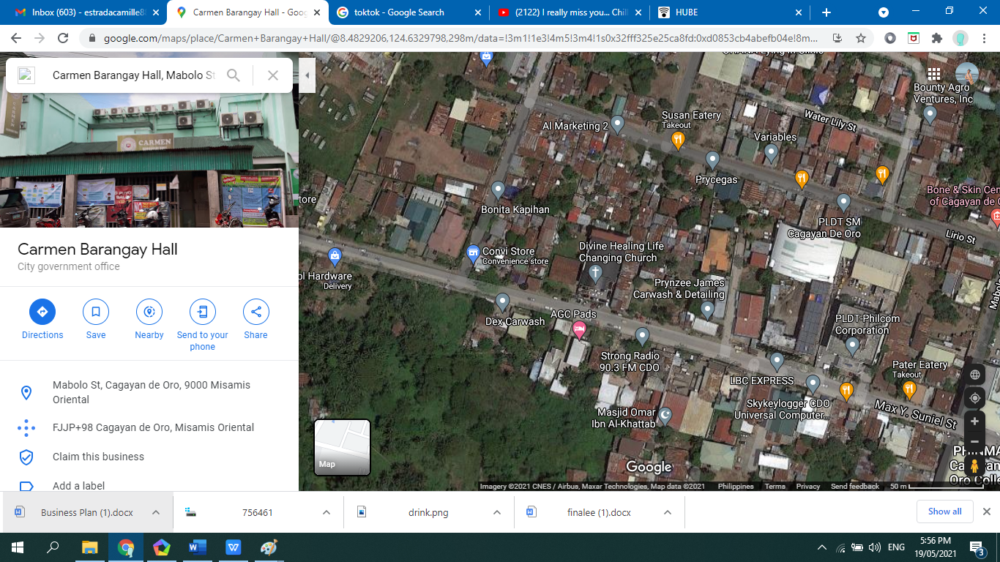 Inbox (603) - estradacamille8
Carmen Barangay Hall - Goo
toktok - Google Search
(2122) I really miss you... Chil
HUBE
google.com/maps/place/Carmen+Barangay+Hall/@8.4829206,124.6329798,298m/data=!3m1!1e3!4m5!3m4!1s0x32fff325e25ca8fd:0xd0853cb4abefb04e!8m...
Carmen Barangay Hall, Mabolo St
CARMEN
Carmen Barangay Hall
City government office
Directions
Save
Nearby
Send to your
phone
Share
Mabolo St, Cagayan de Oro, 9000 Misamis
Oriental
FJJP+98 Cagayan de Oro, Misamis Oriental
Claim this business
Add a label
Bounty Agro
Ventures, Inc
Water Lily St
Susan Eatery
Takeout
Al Marketing 2
Variables
Prycegas
Bone & Skin Cen
of Cagayan de
tore
Bonita Kapihan
PLDT SM
Cagayan De Oro
Lirio St
Divine Healing Life
Changing Church
Convi Store
Convenience store
ol Hardware
Delivery
Prynzee James
Carwash & Detailing
Mabolo
Dex Carwash
AGC Pads
PLDT-Philcom
Corporation
Strong Radio
90.3 FM CDO
Pater Eatery
Takeout
LBC EXPRESS
Skykeylogger CDO
Universal Computer...
Max Y. Suniel St
Masjid Omar
Ibn Al-Khattab
Map
Google
Imagery ©2021 CNES / Airbus, Maxar Technologies, Map data ©2021
Philippines
Terms
Privacy
Send feedback
50 m
Business Plan (1).docx
756461
drink.png
finalee (1).docx
Show all
ENG
5:56 PM
19/05/2021
3